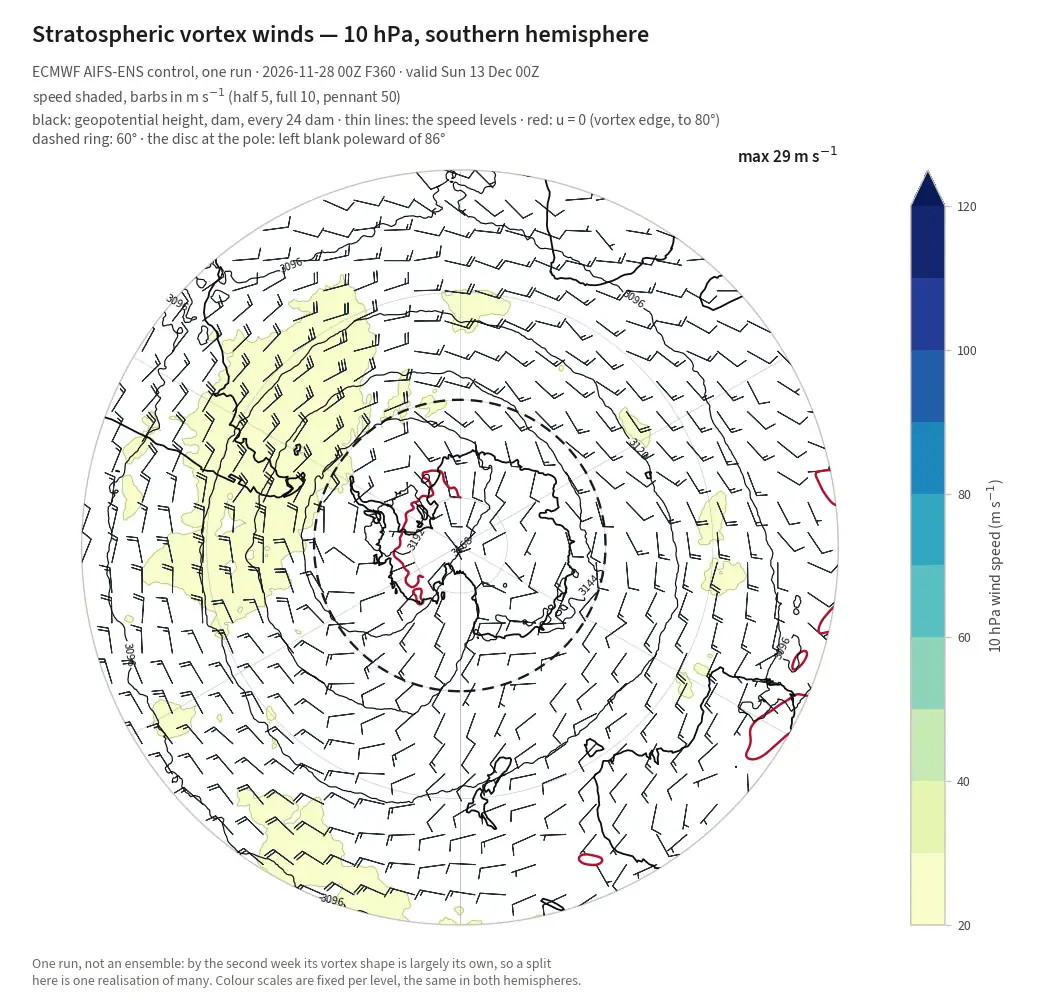 Stratospheric vortex winds — 10 hPa, southern hemisphere
ECMWF AIFS-ENS control, one run · 2026-11-28 00Z F360 · valid Sun 13 Dec 00Z
speed shaded, barbs in m s⁻¹ (half 5, full 10, pennant 50)
black: geopotential height, dam, every 24 dam · thin lines: the speed levels · red: u = 0 (vortex edge, to 80°)
dashed ring: 60° · the disc at the pole: left blank poleward of 86°
max 29 m s⁻¹
120
100
80
60
40
20
10 hPa wind speed (m s⁻¹)
3096
3096
3096
3120
3192
3168
3144
3096
3096
3096
One run, not an ensemble: by the second week its vortex shape is largely its own, so a split
here is one realisation of many. Colour scales are fixed per level, the same in both hemispheres.